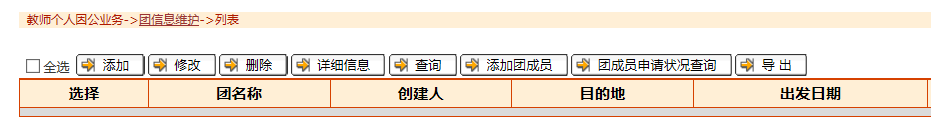 教师个人因公业务->团信息维护->列表
全选 添加 修改 删除 详细信息 查询 添加团成员 团成员申请状况查询 导 出
选择 团名称 创建人 目的地 出发日期